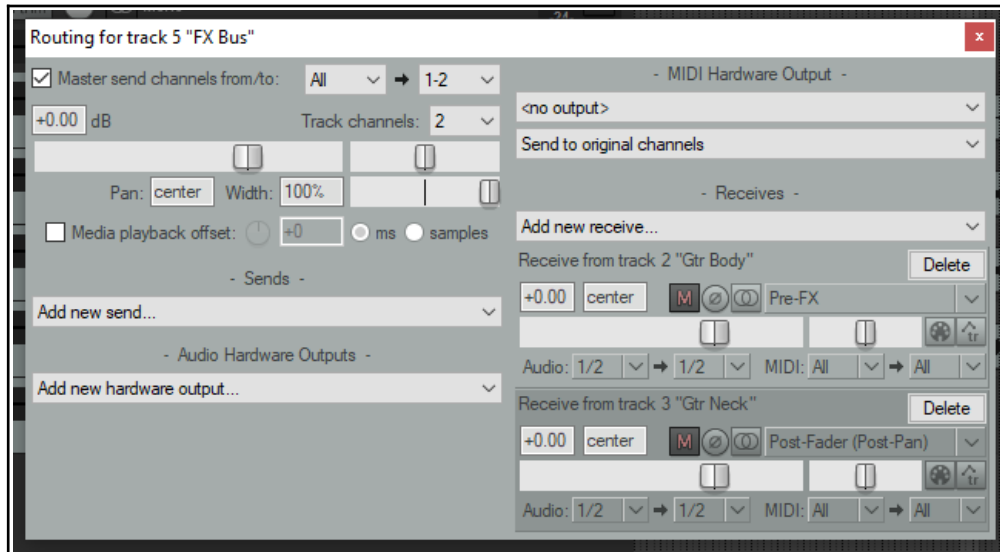 -24-
Routing for track 5 "FX Bus"
x
Master send channels from/to: All 1-2
+0.00 dB Track channels: 2
Pan: center Width: 100%
Media playback offset: +0 ms samples
- Sends -
Add new send...
- Audio Hardware Outputs -
Add new hardware output...
- MIDI Hardware Output -
<no output>
Send to original channels
- Receives -
Add new receive...
Receive from track 2 "Gtr Body" Delete
+0.00 center M Pre-FX
tr
Audio: 1/2 1/2 MIDI: All All
Receive from track 3 "Gtr Neck" Delete
+0.00 center M Post-Fader (Post-Pan)
tr
Audio: 1/2 1/2 MIDI: All All